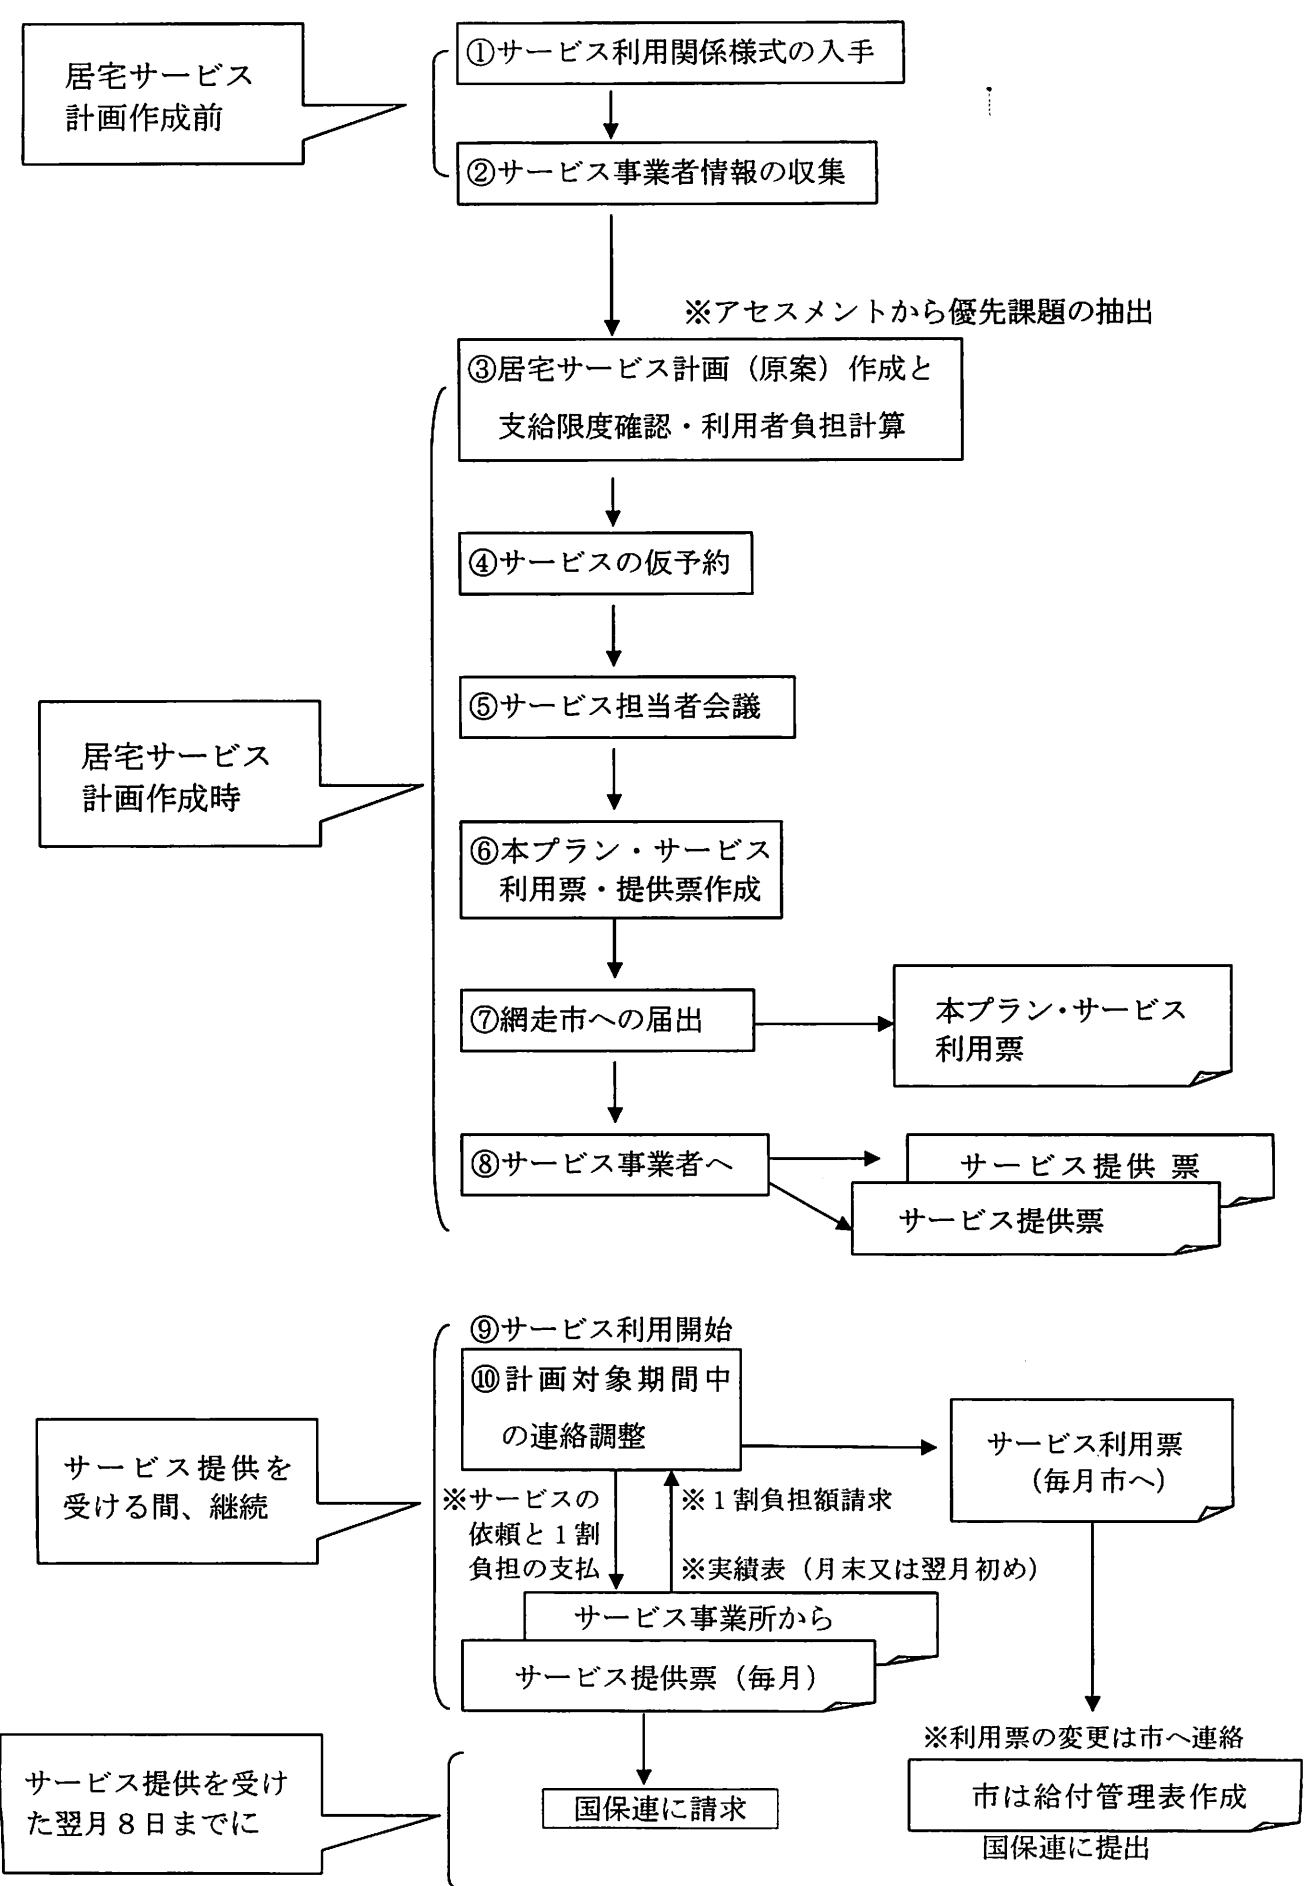 居宅サービス
計画作成前
①サービス利用関係様式の入手
②サービス事業者情報の収集
※アセスメントから優先課題の抽出
③居宅サービス計画（原案）作成と
支給限度確認・利用者負担計算
④サービスの仮予約
⑤サービス担当者会議
居宅サービス
計画作成時
⑥本プラン・サービス
利用票・提供票作成
⑦網走市への届出
本プラン・サービス
利用票
⑧サービス事業者へ
サービス提供 票
サービス提供票
⑨サービス利用開始
⑩計画対象期間中
の連絡調整
サービス提供を
受ける間、継続
サービス利用票
（毎月市へ）
※サービスの
依頼と１割
負担の支払
※１割負担額請求
※実績表（月末又は翌月初め）
サービス事業所から
サービス提供票（毎月）
※利用票の変更は市へ連絡
サービス提供を受け
た翌月８日までに
国保連に請求
市は給付管理表作成
国保連に提出